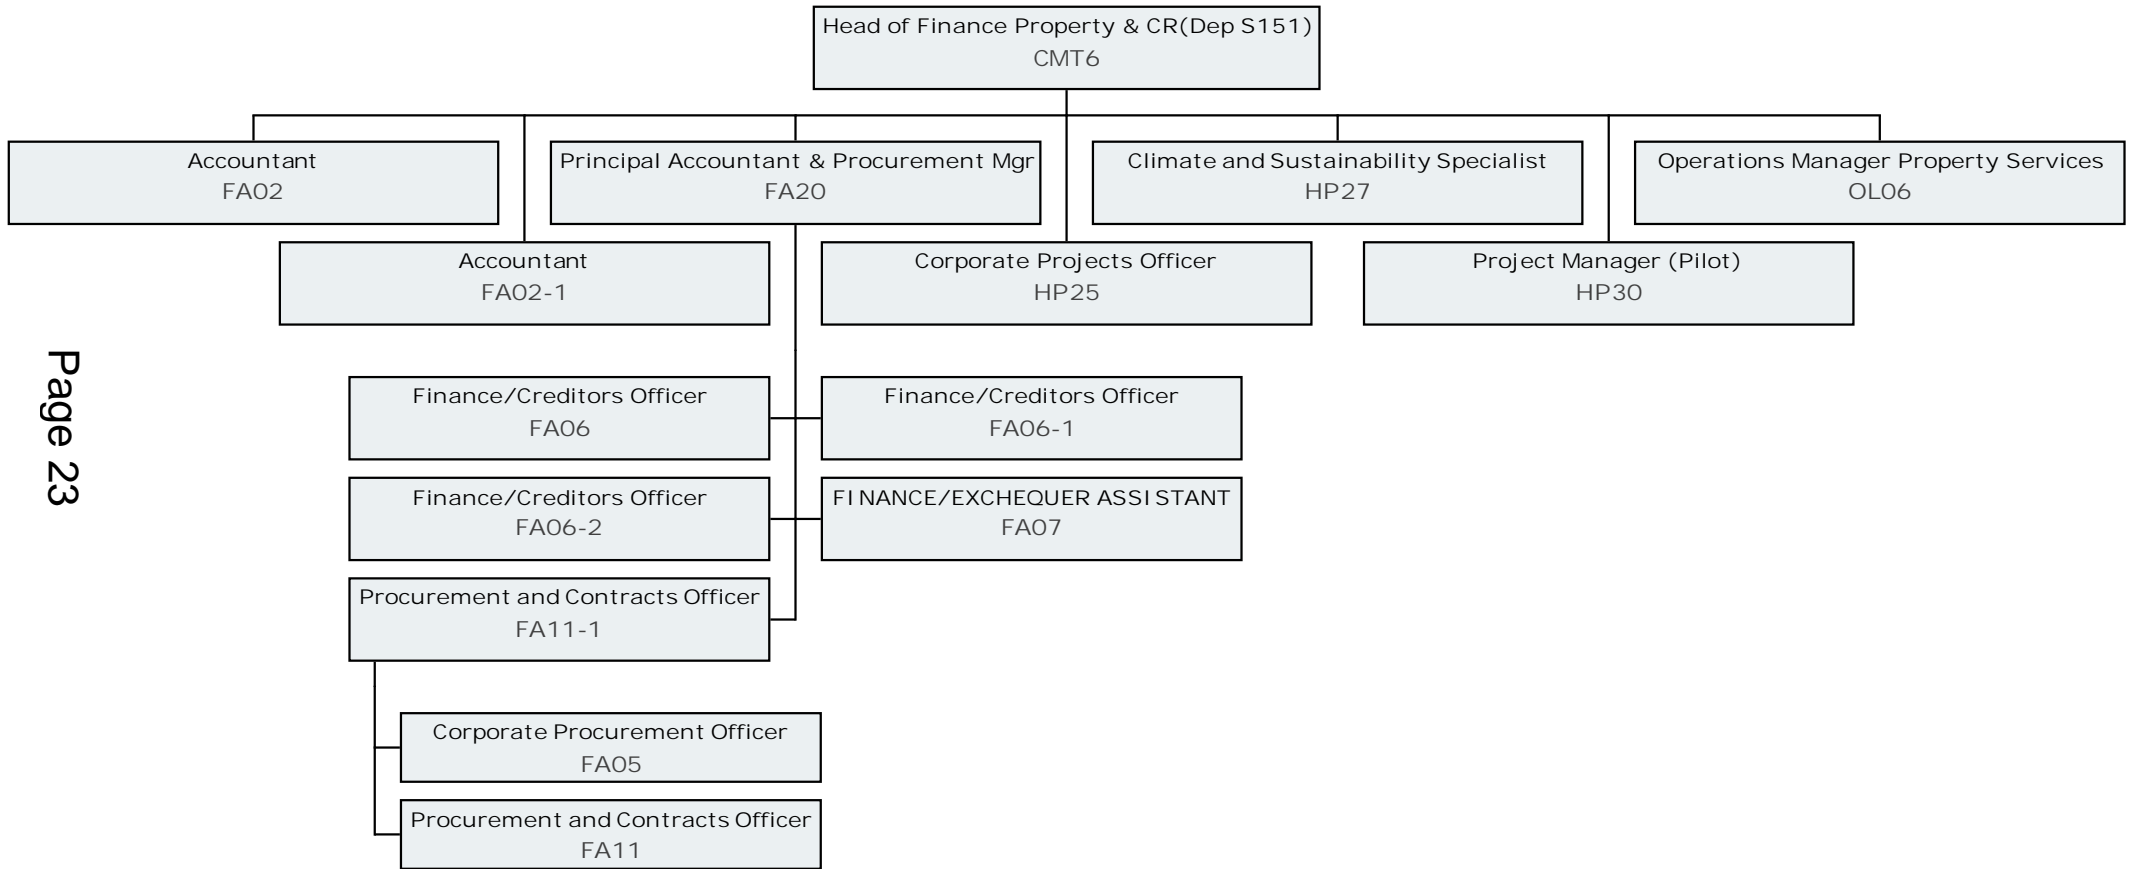 Head of Finance Property & CR(Dep S151)
CMT6
Accountant
FA02
Principal Accountant & Procurement Mgr
FA20
Climate and Sustainability Specialist
HP27
Operations Manager Property Services
OL06
Accountant
FA02-1
Corporate Projects Officer
HP25
Project Manager (Pilot)
HP30
Page 23
Finance/Creditors Officer
FA06
Finance/Creditors Officer
FA06-1
Finance/Creditors Officer
FA06-2
FINANCE/EXCHEQUER ASSISTANT
FA07
Procurement and Contracts Officer
FA11-1
Corporate Procurement Officer
FA05
Procurement and Contracts Officer
FA11